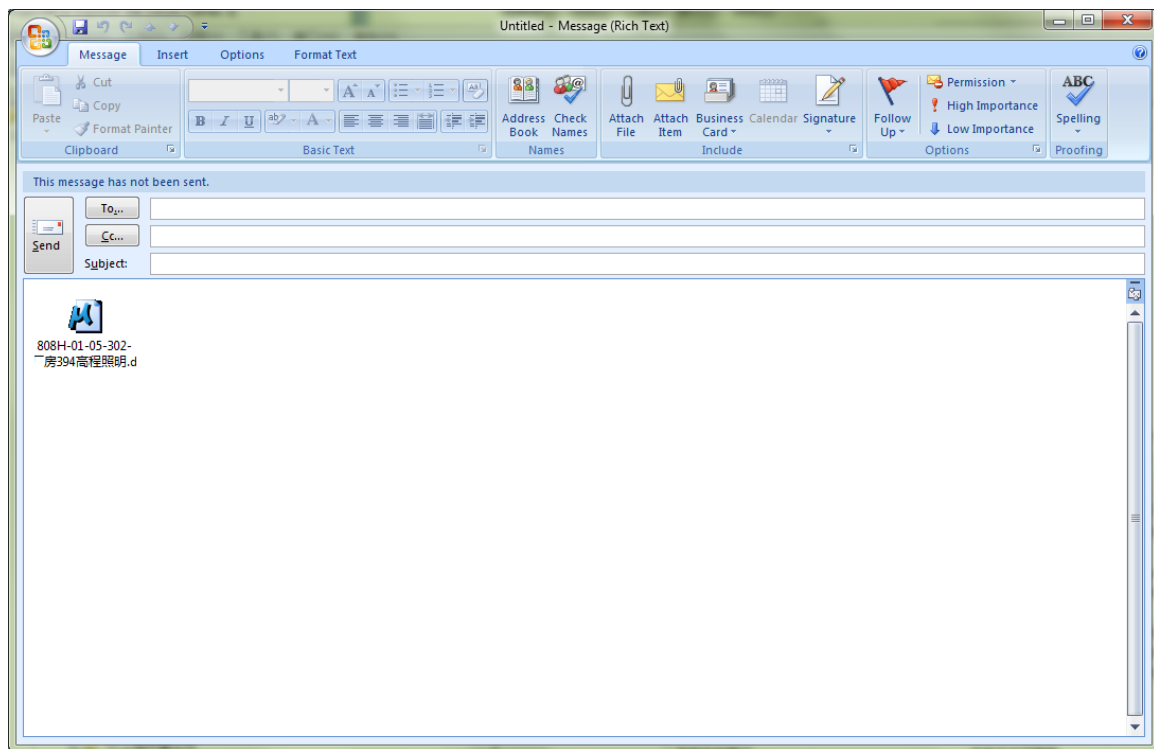 Untitled - Message (Rich Text)
Message Insert Options Format Text
Paste
Cut
Copy
Format Painter
Clipboard
B I U ab A
Basic Text
Address Book
Check Names
Names
Attach File
Attach Item
Business Card
Calendar
Signature
Include
Follow Up
Permission
High Importance
Low Importance
Options
ABC
Spelling
Proofing
This message has not been sent.
Send
To...
Cc...
Subject:
808H-01-05-302-
房394高程照明.d